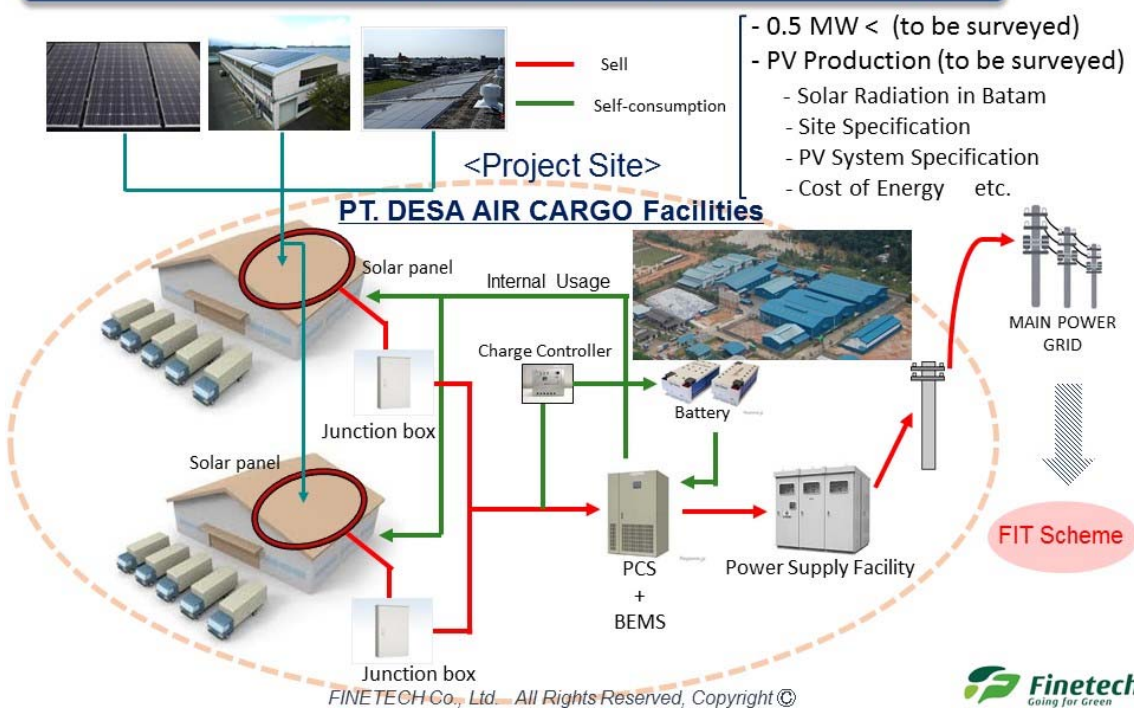 - 0.5 MW < (to be surveyed)
- PV Production (to be surveyed)
- Solar Radiation in Batam
- Site Specification
- PV System Specification
- Cost of Energy etc.
Sell
Self-consumption
<Project Site>
PT. DESA AIR CARGO Facilities
Solar panel
Internal Usage
Charge Controller
Battery
Junction box
Solar panel
MAIN POWER
GRID
FIT Scheme
PCS
+
BEMS
Power Supply Facility
Junction box
FINETECH Co., Ltd. All Rights Reserved, Copyright ©
Finetech
Going for Green